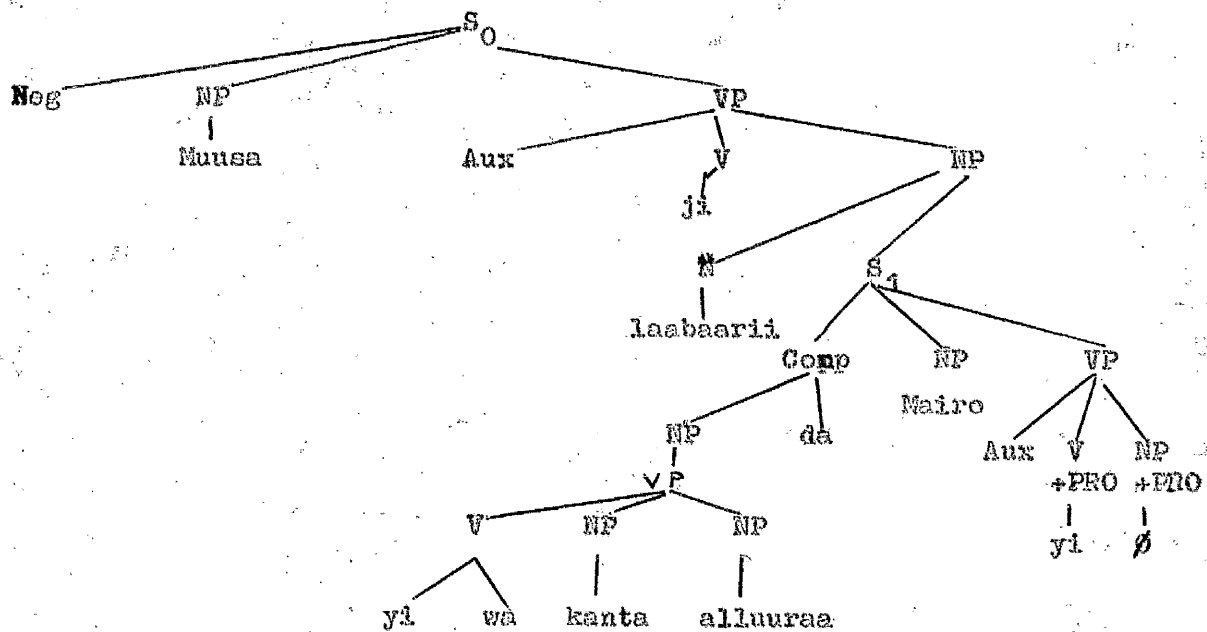 S0
Neg NP VP
Muusa Aux V NP
ji
N S1
laabaarii
Comp NP VP
Mairo
NP da Aux V NP
VP +PRO +PRO
V NP NP yi Ø
yi wa kanta alluuraa